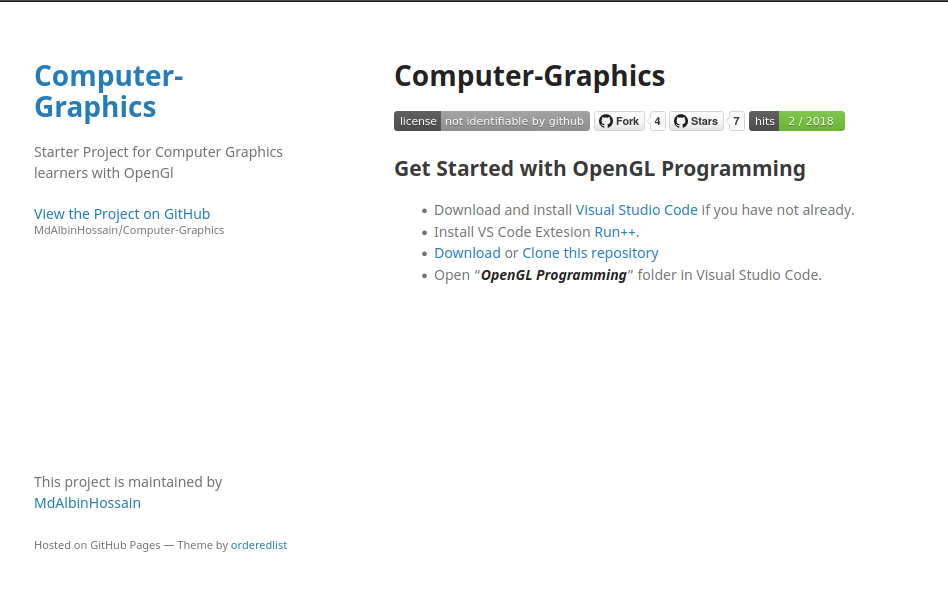 Computer-
Graphics
Starter Project for Computer Graphics
learners with OpenGl
View the Project on GitHub
MdAlbinHossain/Computer-Graphics
This project is maintained by
MdAlbinHossain
Hosted on GitHub Pages — Theme by orderedlist
Computer-Graphics
license not identifiable by github Fork 4 Stars 7 hits 2 / 2018
Get Started with OpenGL Programming
• Download and install Visual Studio Code if you have not already.
• Install VS Code Extesion Run++.
• Download or Clone this repository
• Open “OpenGL Programming” folder in Visual Studio Code.